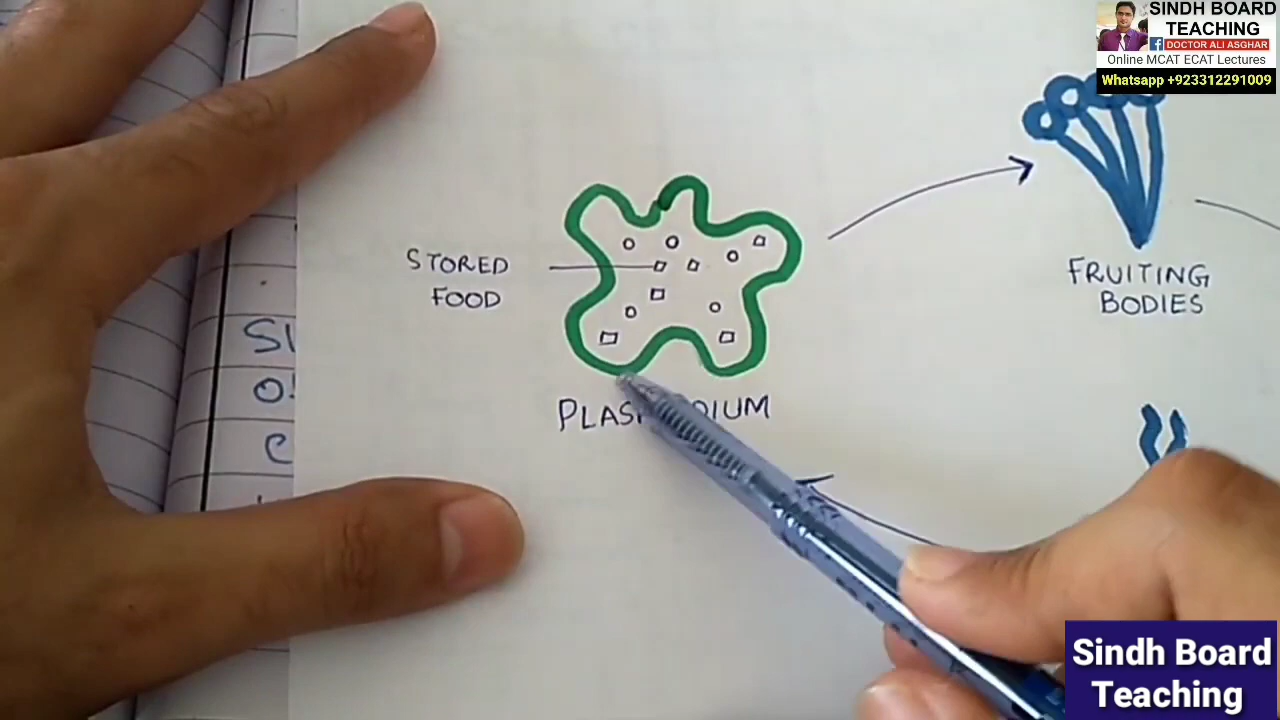 SINDH BOARD
TEACHING
DOCTOR ALI ASGHAR
Online MCAT ECAT Lectures
Whatsapp +923312291009
STORED
FOOD
FRUITING
BODIES
Sindh Board
Teaching